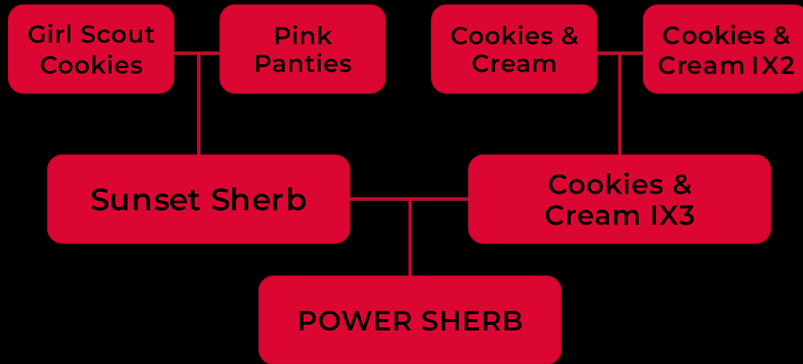 Girl Scout
Cookies
Pink
Panties
Cookies &
Cream
Cookies &
Cream IX2
Sunset Sherb
Cookies &
Cream IX3
POWER SHERB